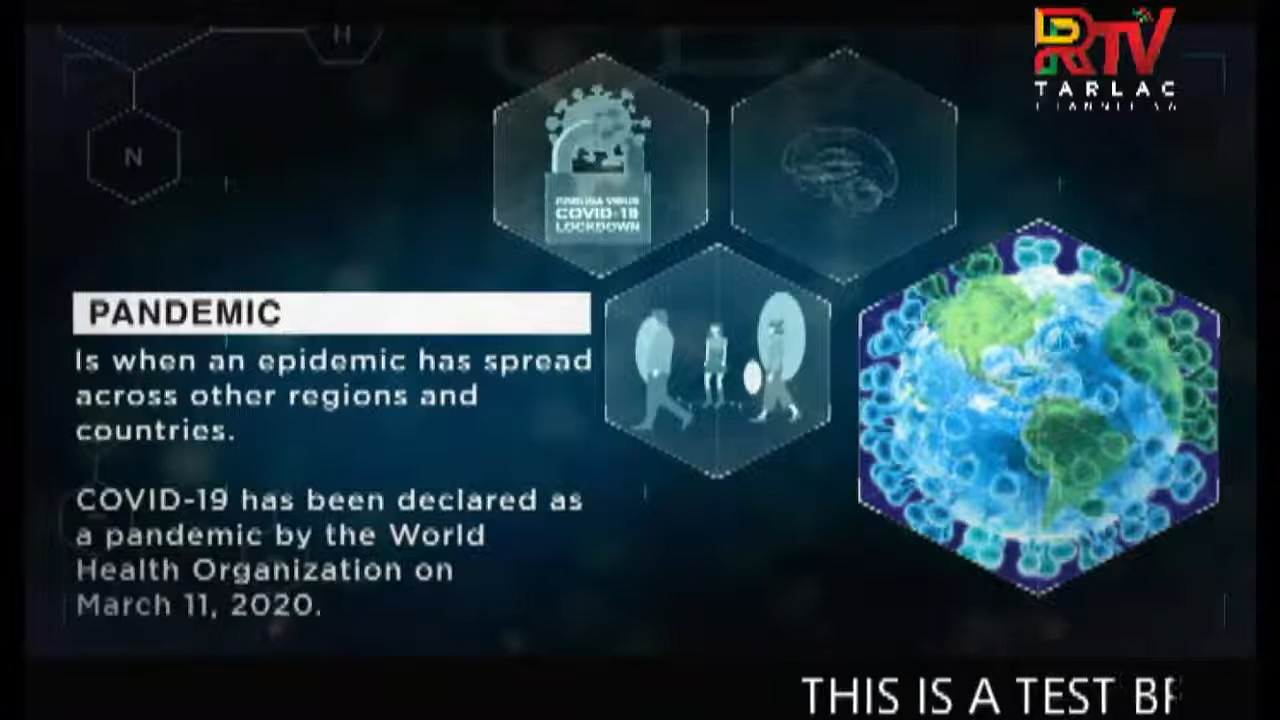 RTV
TARLAC
H
N
COVID-19
LOCKDOWN
PANDEMIC
Is when an epidemic has spread
across other regions and
countries.
COVID-19 has been declared as
a pandemic by the World
Health Organization on
March 11, 2020.
THIS IS A TEST